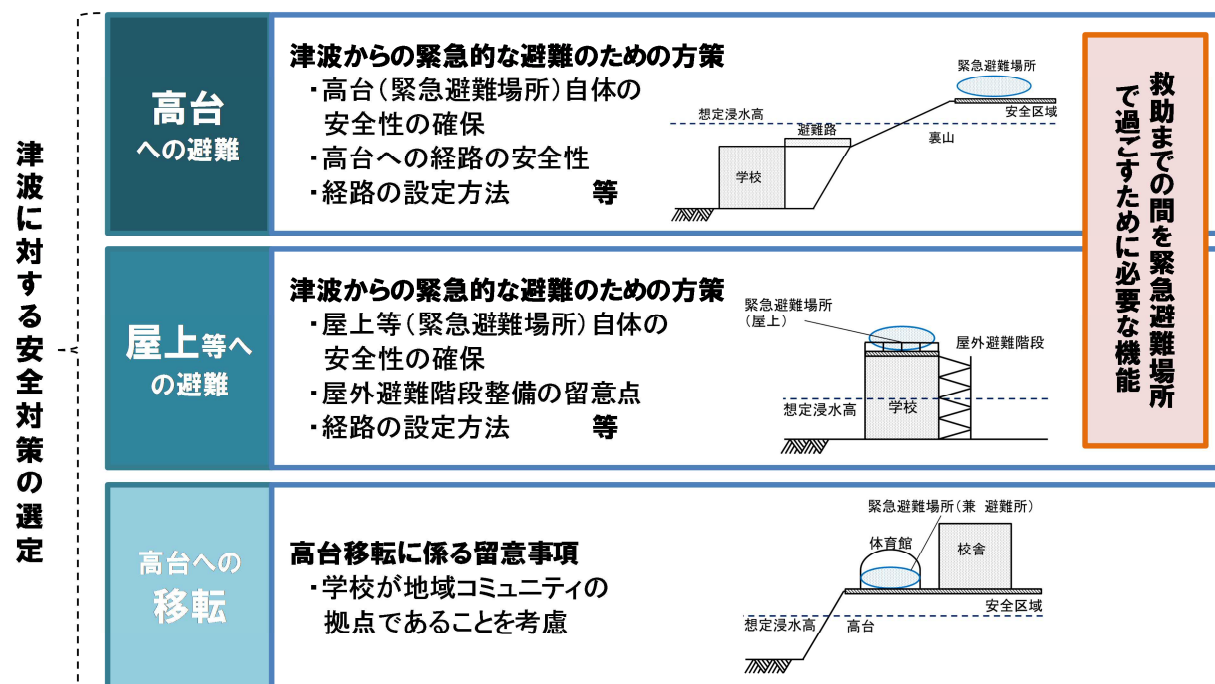 津波に対する安全対策の選定
高台
への避難
津波からの緊急的な避難のための方策
・高台（緊急避難場所）自体の
安全性の確保
・高台への経路の安全性
・経路の設定方法　等
緊急避難場所
安全区域
想定浸水高
避難路
裏山
学校
屋上等へ
の避難
津波からの緊急的な避難のための方策
・屋上等（緊急避難場所）自体の
安全性の確保
・屋外避難階段整備の留意点
・経路の設定方法　等
緊急避難場所
（屋上）
屋外避難階段
想定浸水高
学校
救助までの間を緊急避難場所
で過ごすために必要な機能
高台への
移転
高台移転に係る留意事項
・学校が地域コミュニティの
拠点であることを考慮
緊急避難場所（兼 避難所）
体育館
校舎
安全区域
想定浸水高
高台